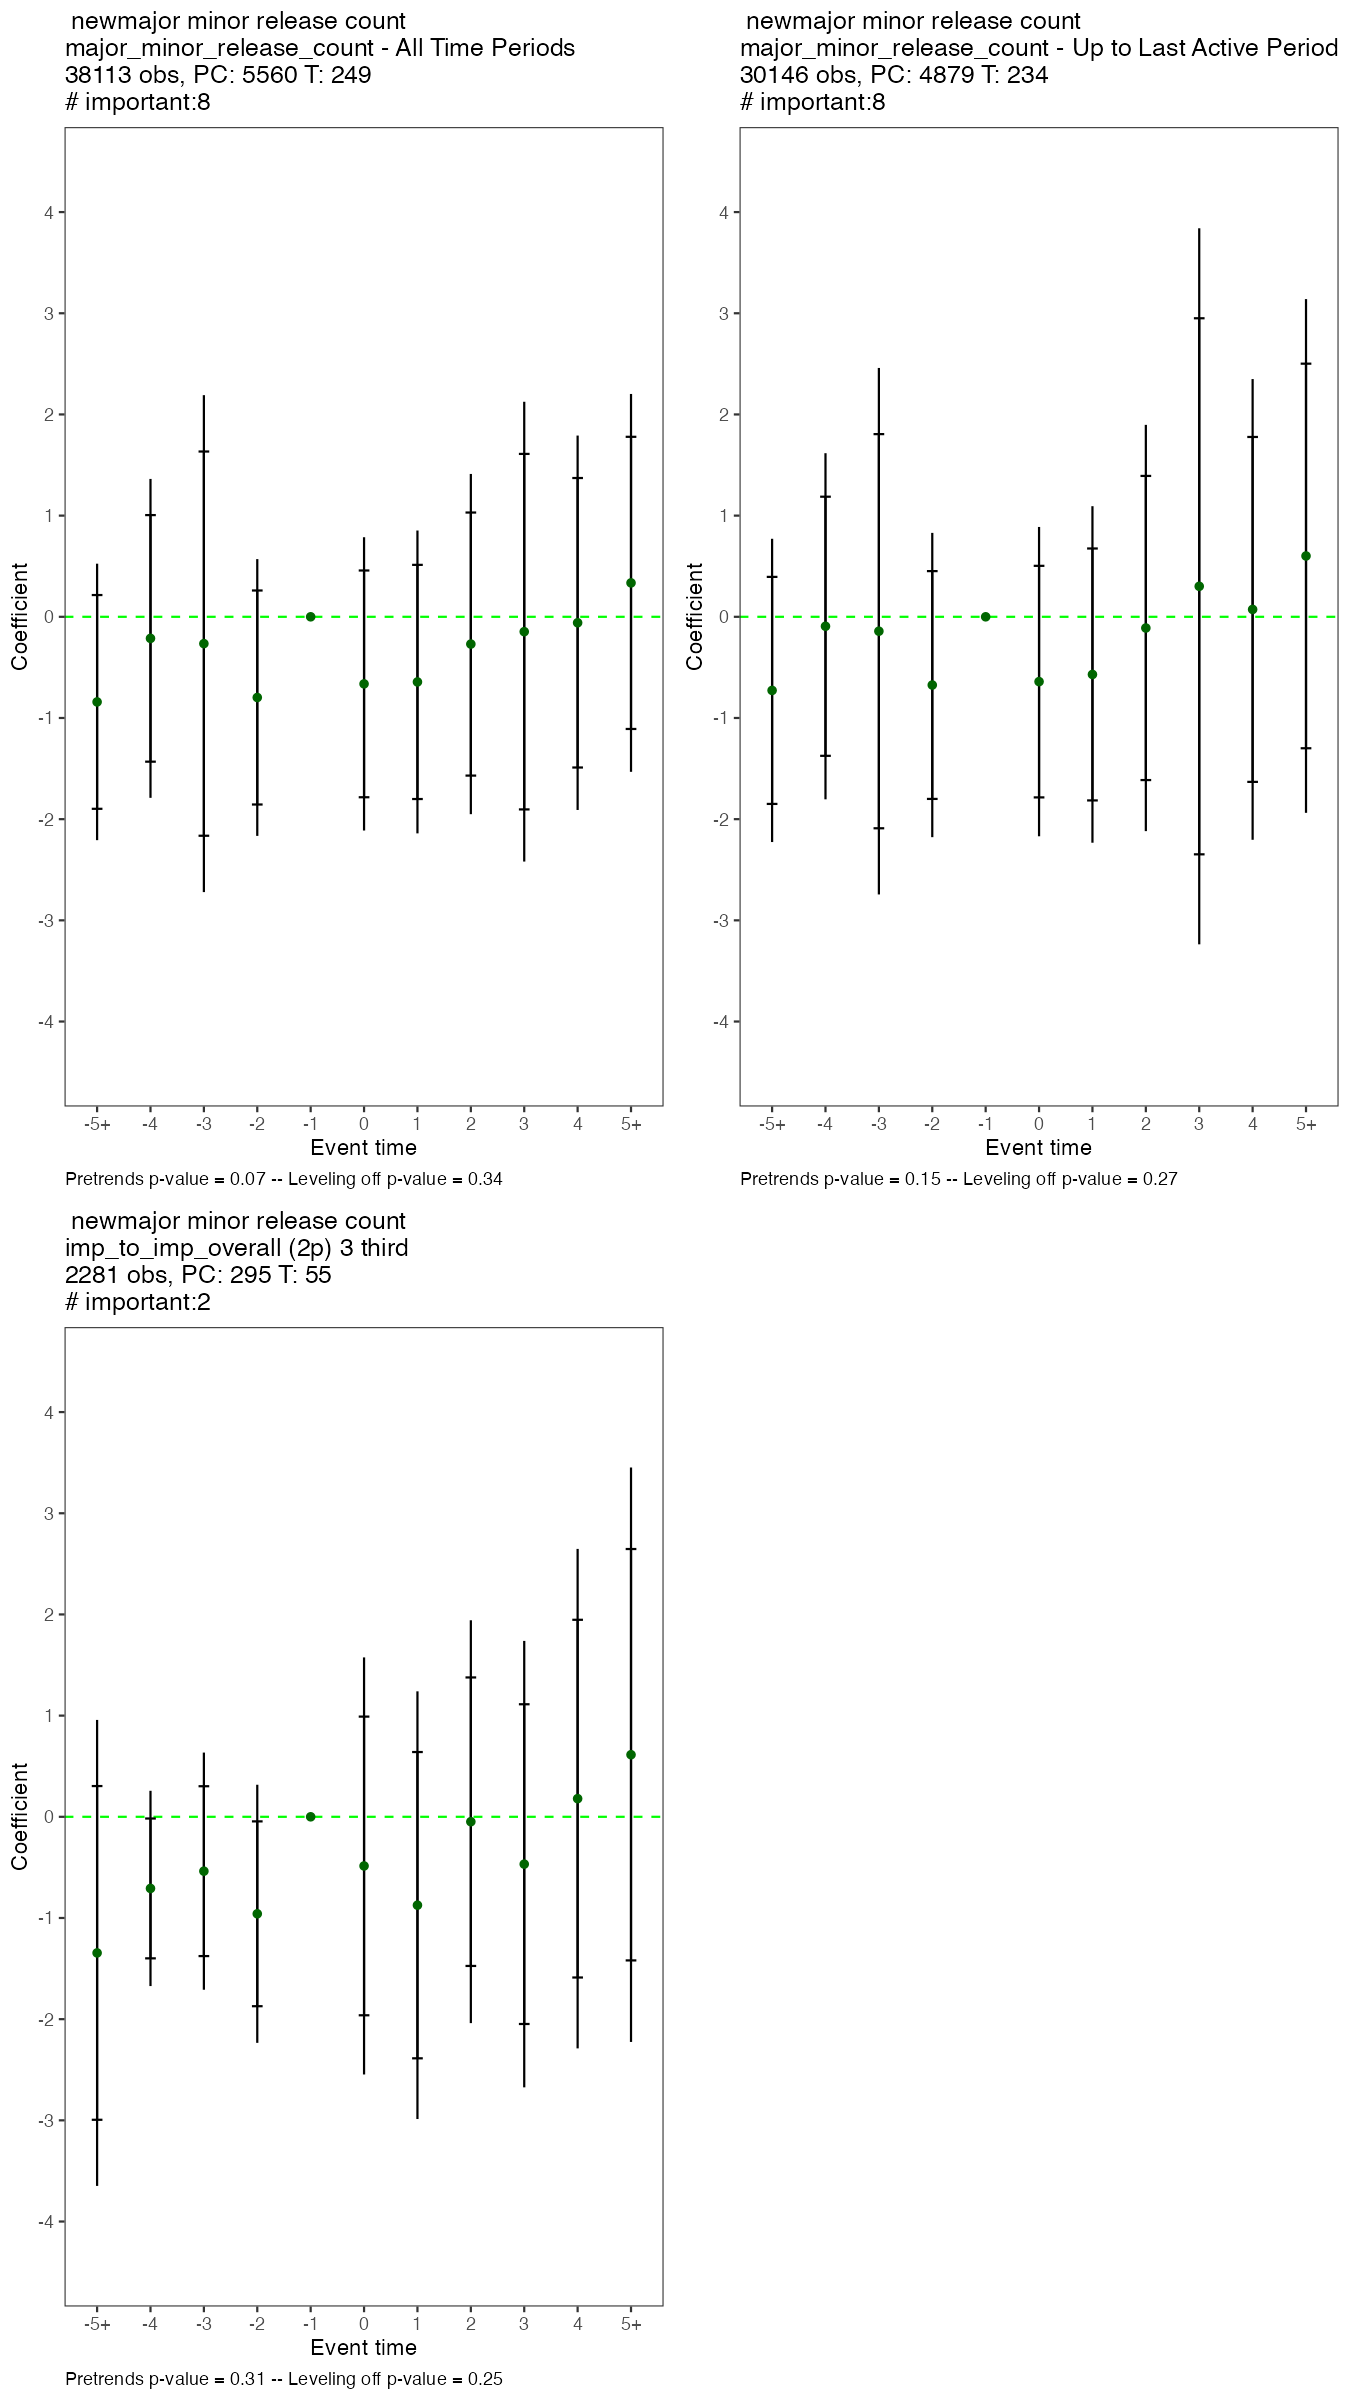 newmajor minor release count
major_minor_release_count - All Time Periods
38113 obs, PC: 5560 T: 249
# important:8
4
3
2
1
0
-1
-2
-3
-4
Coefficient
-5+ -4 -3 -2 -1 0 1 2 3 4 5+
Event time
Pretrends p-value = 0.07 -- Leveling off p-value = 0.34
newmajor minor release count
major_minor_release_count - Up to Last Active Period
30146 obs, PC: 4879 T: 234
# important:8
4
3
2
1
0
-1
-2
-3
-4
Coefficient
-5+ -4 -3 -2 -1 0 1 2 3 4 5+
Event time
Pretrends p-value = 0.15 -- Leveling off p-value = 0.27
newmajor minor release count
imp_to_imp_overall (2p) 3 third
2281 obs, PC: 295 T: 55
# important:2
4
3
2
1
0
-1
-2
-3
-4
Coefficient
-5+ -4 -3 -2 -1 0 1 2 3 4 5+
Event time
Pretrends p-value = 0.31 -- Leveling off p-value = 0.25